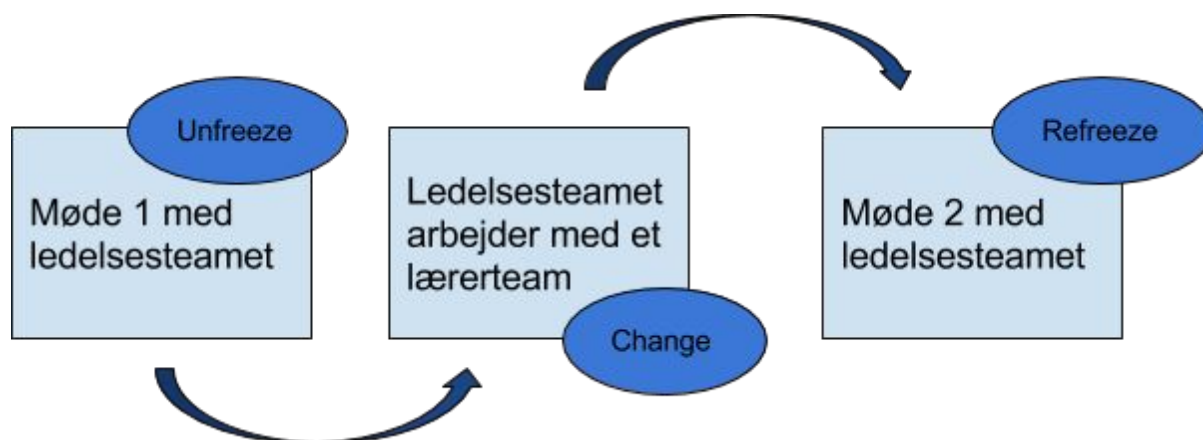 Unfreeze
Møde 1 med
ledelsesteamet
Ledelsesteamet
arbejder med et
lærerteam
Change
Refreeze
Møde 2 med
ledelsesteamet